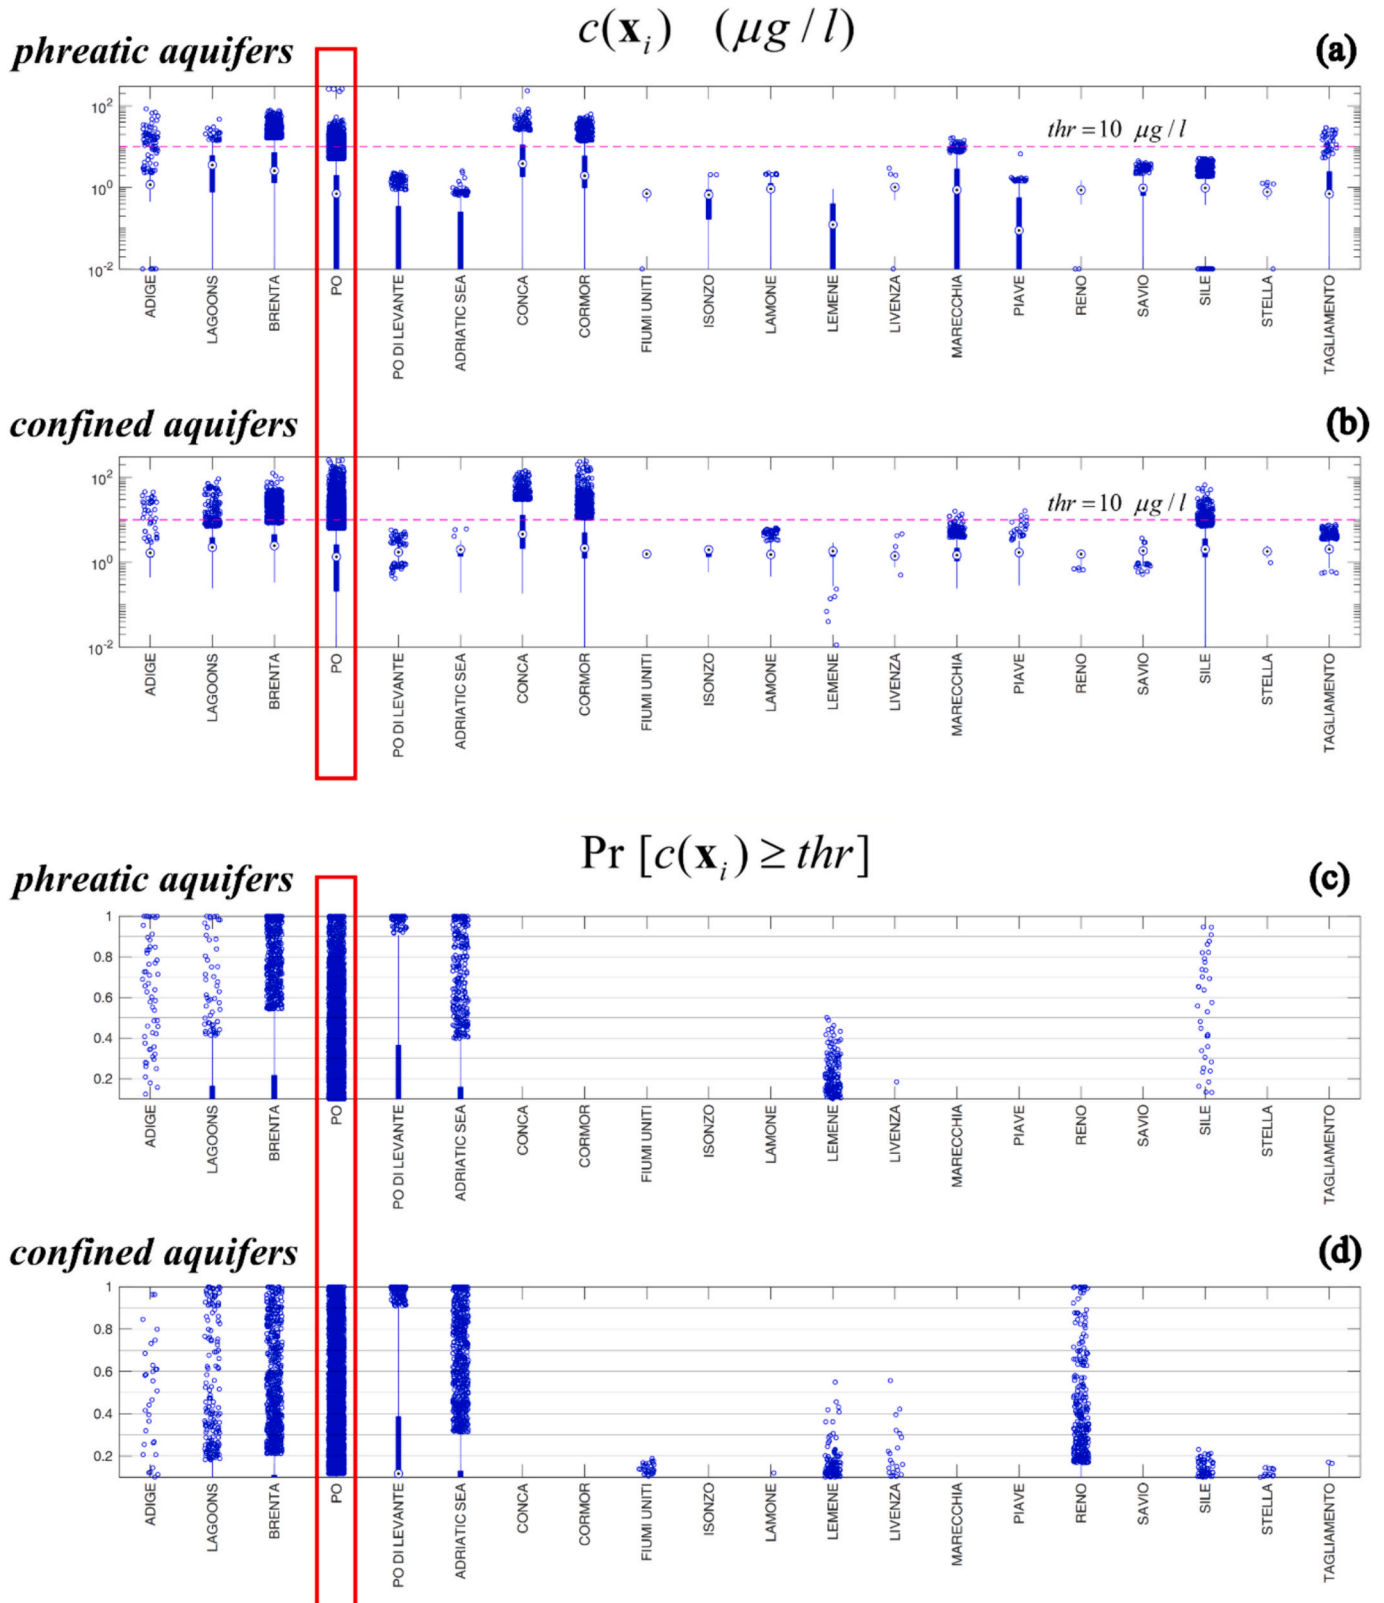 c(x_i) (μg / l)
phreatic aquifers
(a)
10²
10⁰
10⁻²
thr = 10 μg / l
ADIGE
LAGOONS
BRENTA
PO
PO DI LEVANTE
ADRIATIC SEA
CONCA
CORMOR
FIUMI UNITI
ISONZO
LAMONE
LEMENE
LIVENZA
MARECCHIA
PIAVE
RENO
SAVIO
SILE
STELLA
TAGLIAMENTO
confined aquifers
(b)
10²
10⁰
10⁻²
thr = 10 μg / l
ADIGE
LAGOONS
BRENTA
PO
PO DI LEVANTE
ADRIATIC SEA
CONCA
CORMOR
FIUMI UNITI
ISONZO
LAMONE
LEMENE
LIVENZA
MARECCHIA
PIAVE
RENO
SAVIO
SILE
STELLA
TAGLIAMENTO
Pr [c(x_i) ≥ thr]
phreatic aquifers
(c)
1
0.8
0.6
0.4
0.2
ADIGE
LAGOONS
BRENTA
PO
PO DI LEVANTE
ADRIATIC SEA
CONCA
CORMOR
FIUMI UNITI
ISONZO
LAMONE
LEMENE
LIVENZA
MARECCHIA
PIAVE
RENO
SAVIO
SILE
STELLA
TAGLIAMENTO
confined aquifers
(d)
1
0.8
0.6
0.4
0.2
ADIGE
LAGOONS
BRENTA
PO
PO DI LEVANTE
ADRIATIC SEA
CONCA
CORMOR
FIUMI UNITI
ISONZO
LAMONE
LEMENE
LIVENZA
MARECCHIA
PIAVE
RENO
SAVIO
SILE
STELLA
TAGLIAMENTO